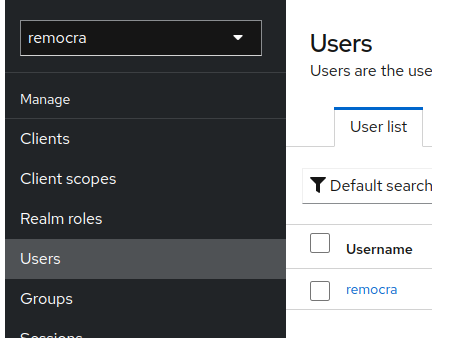 remocra
Manage
Clients
Client scopes
Realm roles
Users
Groups
Sessions
Users
Users are the use
User list
Default search
Username
remocra